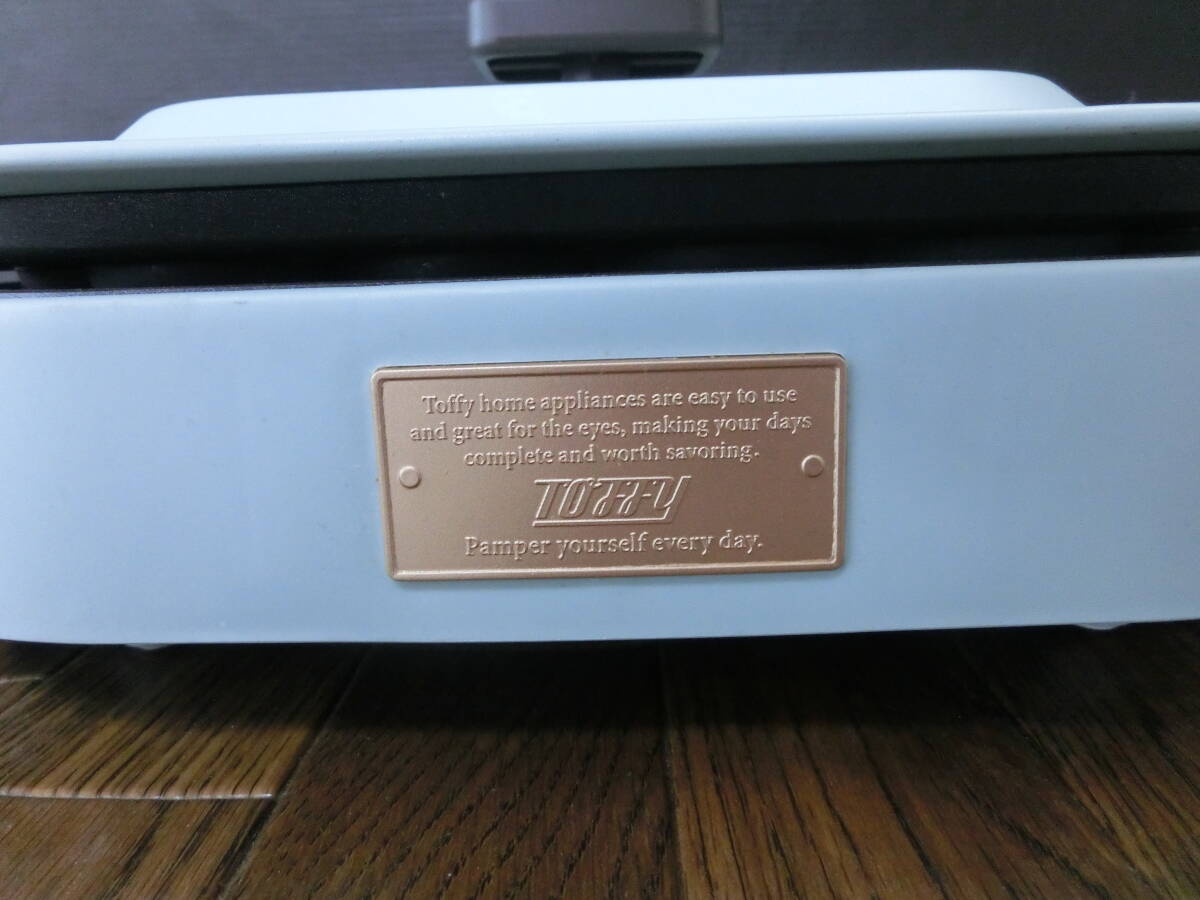 Toffy home appliances are easy to use
and great for the eyes, making your days
complete and worth savoring.
Toffy
Pamper yourself every day.